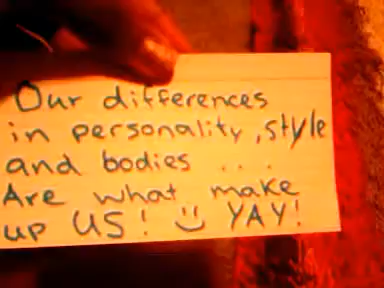 Our differences
in personality, style
and bodies ...
Are what make
up US! :) YAY!